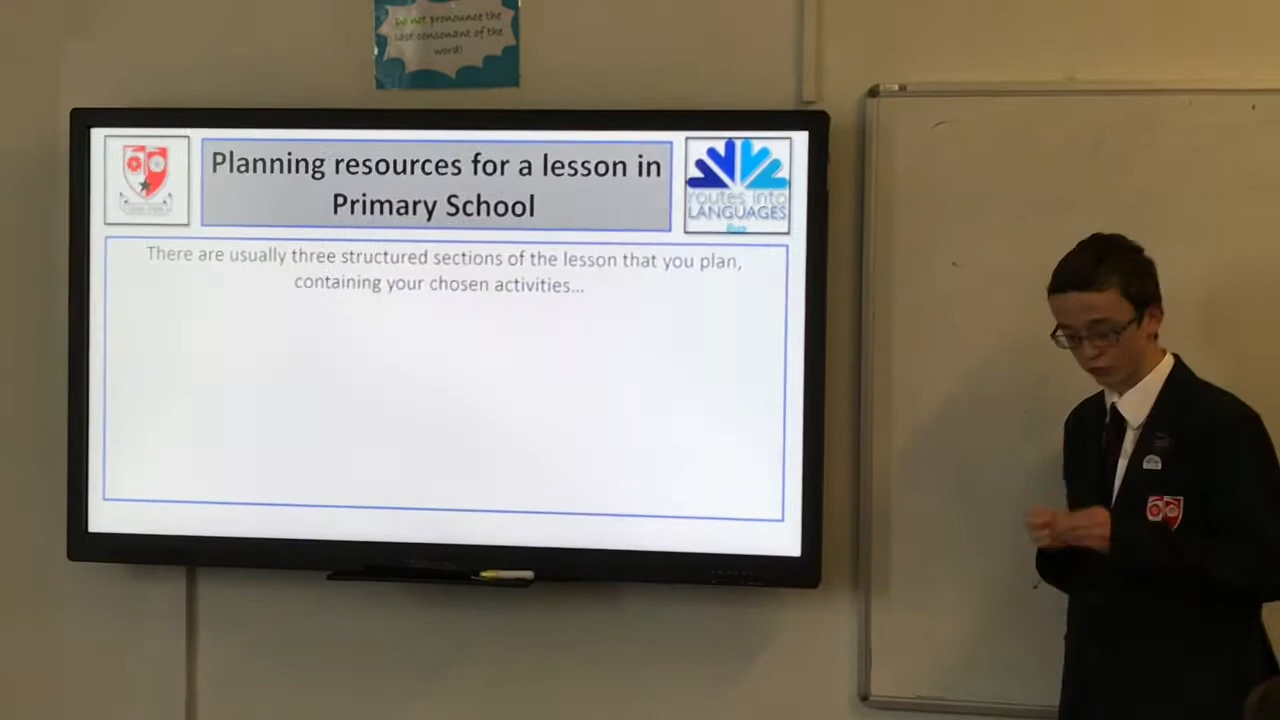 Do not pronounce the
last consonant of the
word!
Planning resources for a lesson in
Primary School
routes into
LANGUAGES
There are usually three structured sections of the lesson that you plan,
containing your chosen activities...